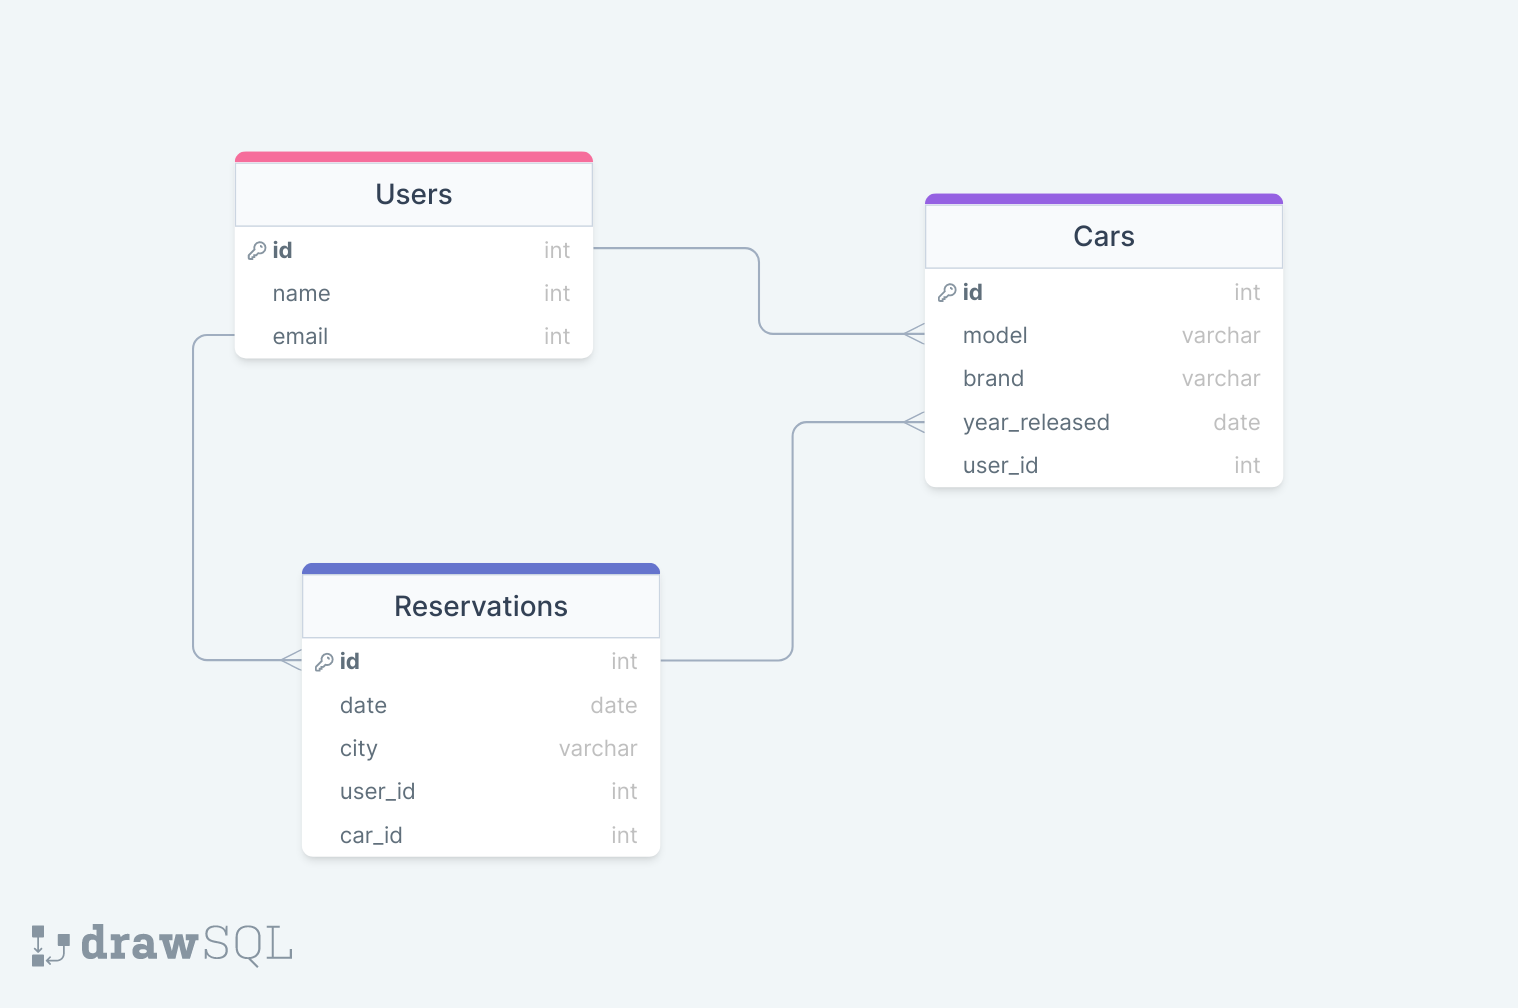 Users
id int
name int
email int
Cars
id int
model varchar
brand varchar
year_released date
user_id int
Reservations
id int
date date
city varchar
user_id int
car_id int
drawSQL